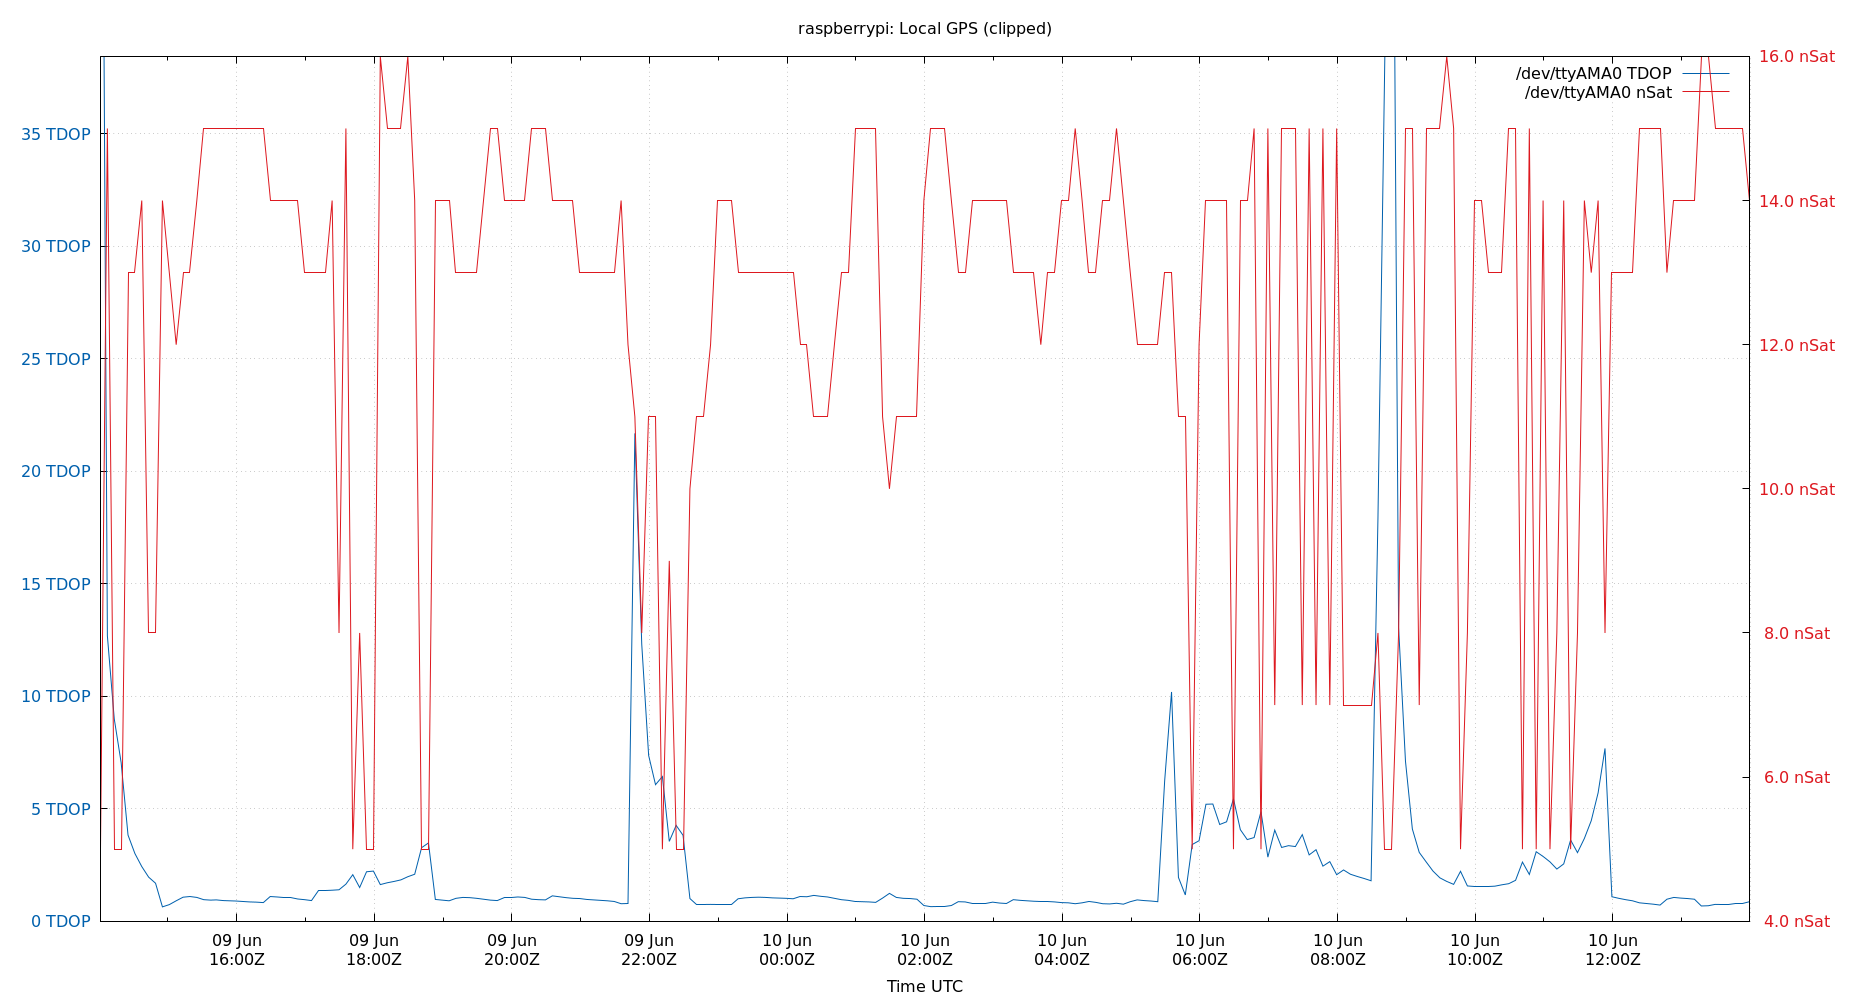 raspberrypi: Local GPS (clipped)
/dev/ttyAMA0 TDOP
/dev/ttyAMA0 nSat
35 TDOP
30 TDOP
25 TDOP
20 TDOP
15 TDOP
10 TDOP
5 TDOP
0 TDOP
16.0 nSat
14.0 nSat
12.0 nSat
10.0 nSat
8.0 nSat
6.0 nSat
4.0 nSat
09 Jun
16:00Z
09 Jun
18:00Z
09 Jun
20:00Z
09 Jun
22:00Z
10 Jun
00:00Z
10 Jun
02:00Z
10 Jun
04:00Z
10 Jun
06:00Z
10 Jun
08:00Z
10 Jun
10:00Z
10 Jun
12:00Z
Time UTC